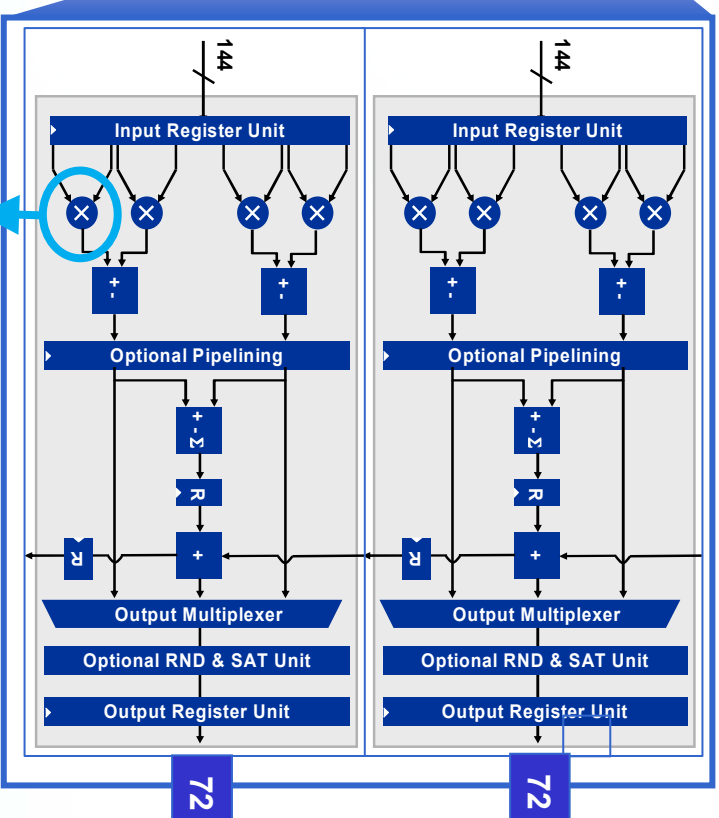 144 144
Input Register Unit Input Register Unit
× × × × × × × ×
+ - + - + - + -
Optional Pipelining Optional Pipelining
+ - Σ + - Σ
R R
R + R +
Output Multiplexer Output Multiplexer
Optional RND & SAT Unit Optional RND & SAT Unit
Output Register Unit Output Register Unit
72 72